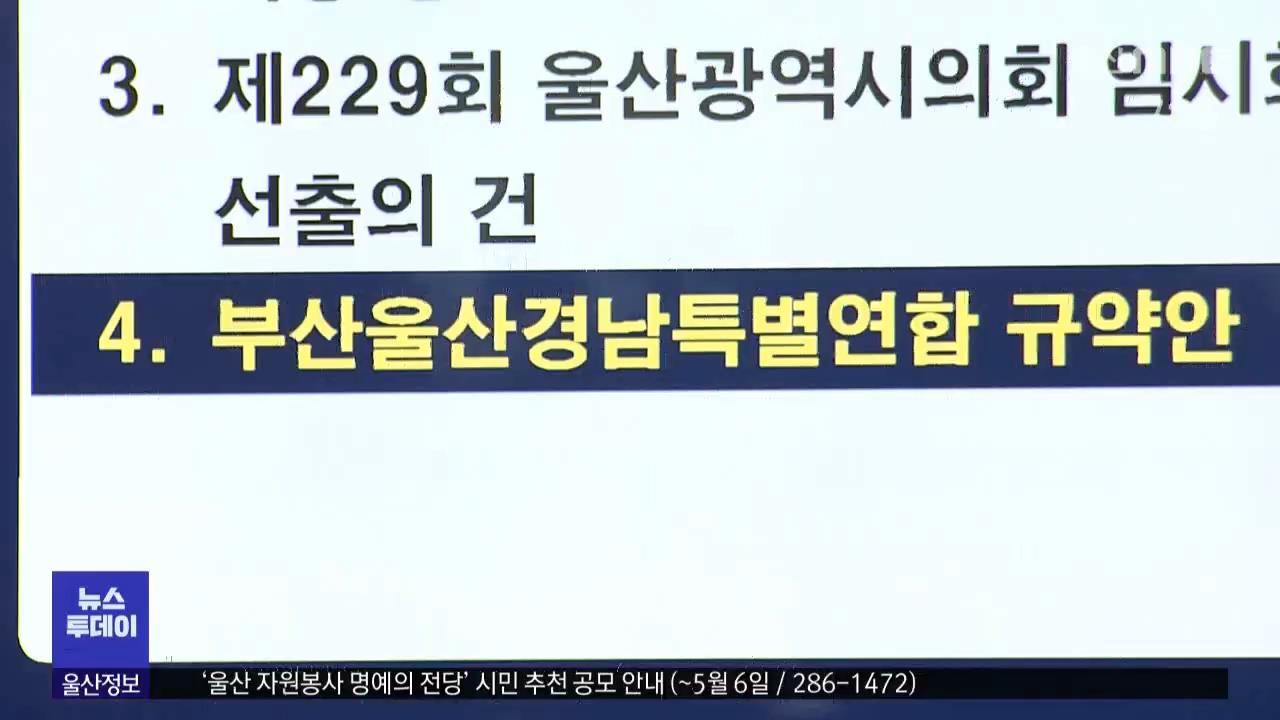 3. 제229회 울산광역시의회 임시회
선출의 건
4. 부산울산경남특별연합 규약안
뉴스
투데이
울산정보
‘울산 자원봉사 명예의 전당’ 시민 추천 공모 안내 (~5월 6일 / 286-1472)